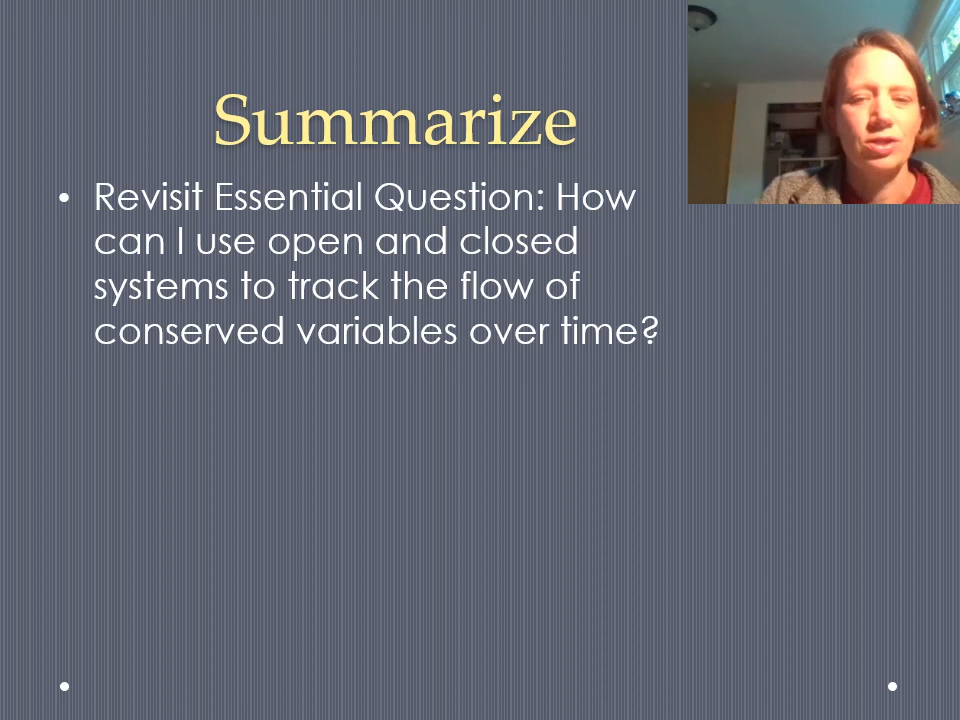 Summarize
• Revisit Essential Question: How
can I use open and closed
systems to track the flow of
conserved variables over time?